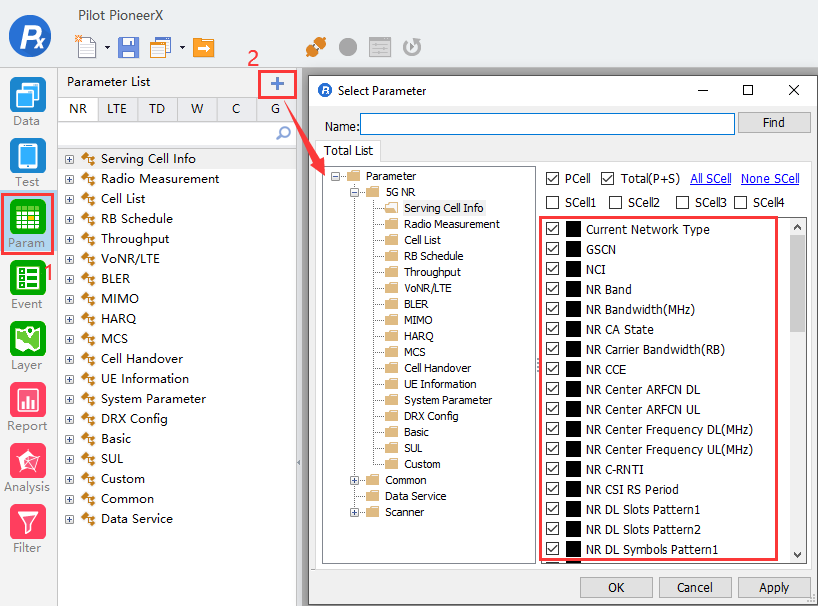 Pilot PioneerX
Rx
2
Data
Test
Param
1
Event
Layer
Report
Analysis
Filter
Parameter List
+
NR LTE TD W C G
Serving Cell Info
Radio Measurement
Cell List
RB Schedule
Throughput
VoNR/LTE
BLER
MIMO
HARQ
MCS
Cell Handover
UE Information
System Parameter
DRX Config
Basic
SUL
Custom
Common
Data Service
Select Parameter
Name:
Find
Total List
Parameter
5G NR
Serving Cell Info
Radio Measurement
Cell List
RB Schedule
Throughput
VoNR/LTE
BLER
MIMO
HARQ
MCS
Cell Handover
UE Information
System Parameter
DRX Config
Basic
SUL
Custom
Common
Data Service
Scanner
PCell Total(P+S) All SCell None SCell
SCell1 SCell2 SCell3 SCell4
Current Network Type
GSCN
NCI
NR Band
NR Bandwidth(MHz)
NR CA State
NR Carrier Bandwidth(RB)
NR CCE
NR Center ARFCN DL
NR Center ARFCN UL
NR Center Frequency DL(MHz)
NR Center Frequency UL(MHz)
NR C-RNTI
NR CSI RS Period
NR DL Slots Pattern1
NR DL Slots Pattern2
NR DL Symbols Pattern1
OK Cancel Apply